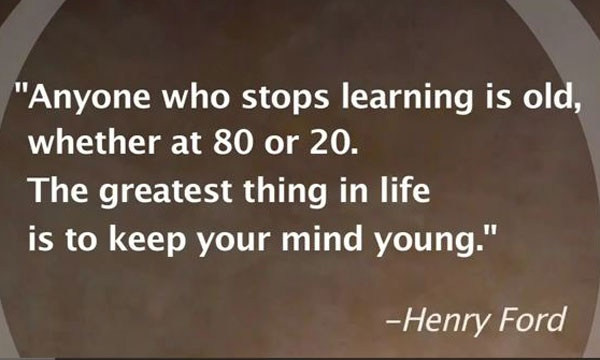 "Anyone who stops learning is old,
whether at 80 or 20.
The greatest thing in life
is to keep your mind young."
–Henry Ford